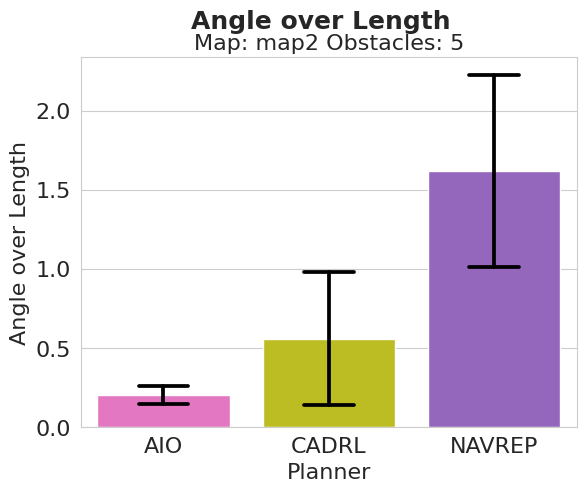 Angle over Length
Map: map2 Obstacles: 5
Angle over Length
2.0
1.5
1.0
0.5
0.0
AIO CADRL NAVREP
Planner